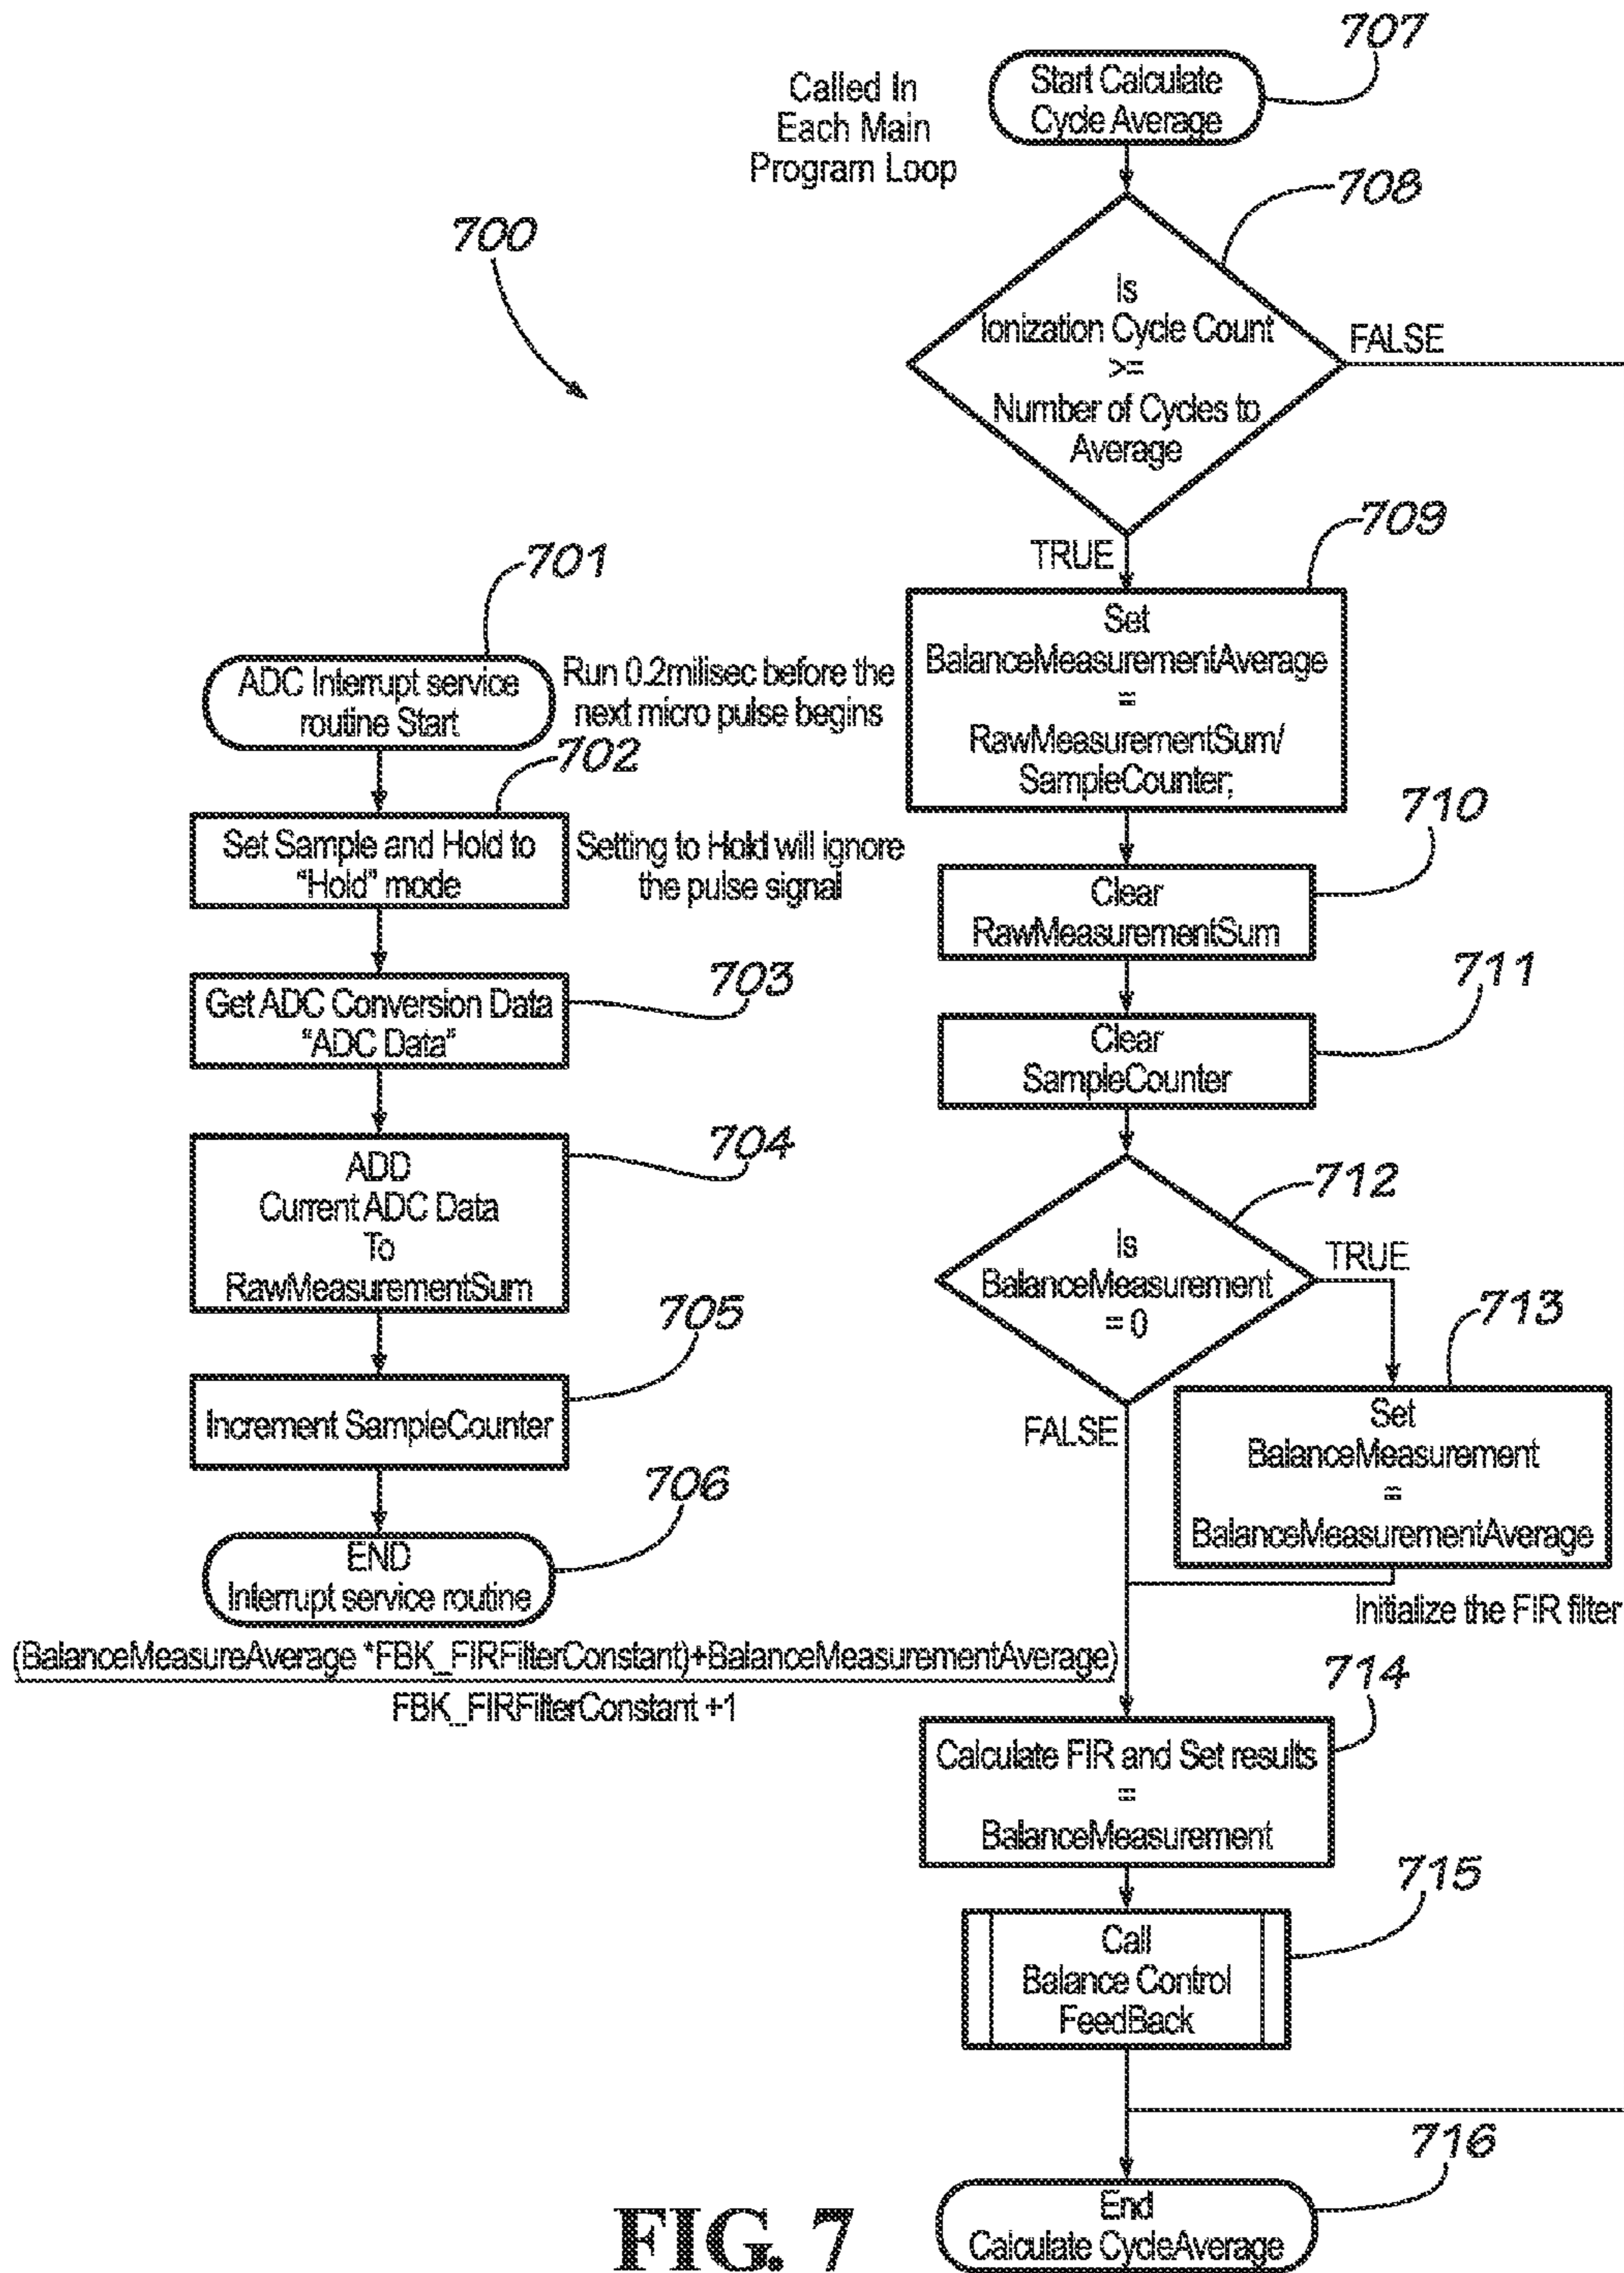 700
701
ADC Interrupt service
routine Start
Run 0.2milisec before the
next micro pulse begins
702
Set Sample and Hold to
"Hold" mode
Setting to Hold will ignore
the pulse signal
703
Get ADC Conversion Data
"ADC Data"
704
ADD
Current ADC Data
To
RawMeasurementSum
705
Increment SampleCounter
706
END
Interrupt service routine
(BalanceMeasureAverage *FBK_FIRFilterConstant)+BalanceMeasurementAverage)
FBK_FIRFilterConstant +1
Called In
Each Main
Program Loop
707
Start Calculate
Cycle Average
708
Is
Ionization Cycle Count
>=
Number of Cycles to
Average
FALSE
TRUE
709
Set
BalanceMeasurementAverage
=
RawMeasurementSum/
SampleCounter;
710
Clear
RawMeasurementSum
711
Clear
SampleCounter
712
Is
BalanceMeasurement
= 0
TRUE
FALSE
713
Set
BalanceMeasurement
=
BalanceMeasurementAverage
Initialize the FIR filter
714
Calculate FIR and Set results
=
BalanceMeasurement
715
Call
Balance Control
FeedBack
716
End
Calculate CycleAverage
FIG. 7